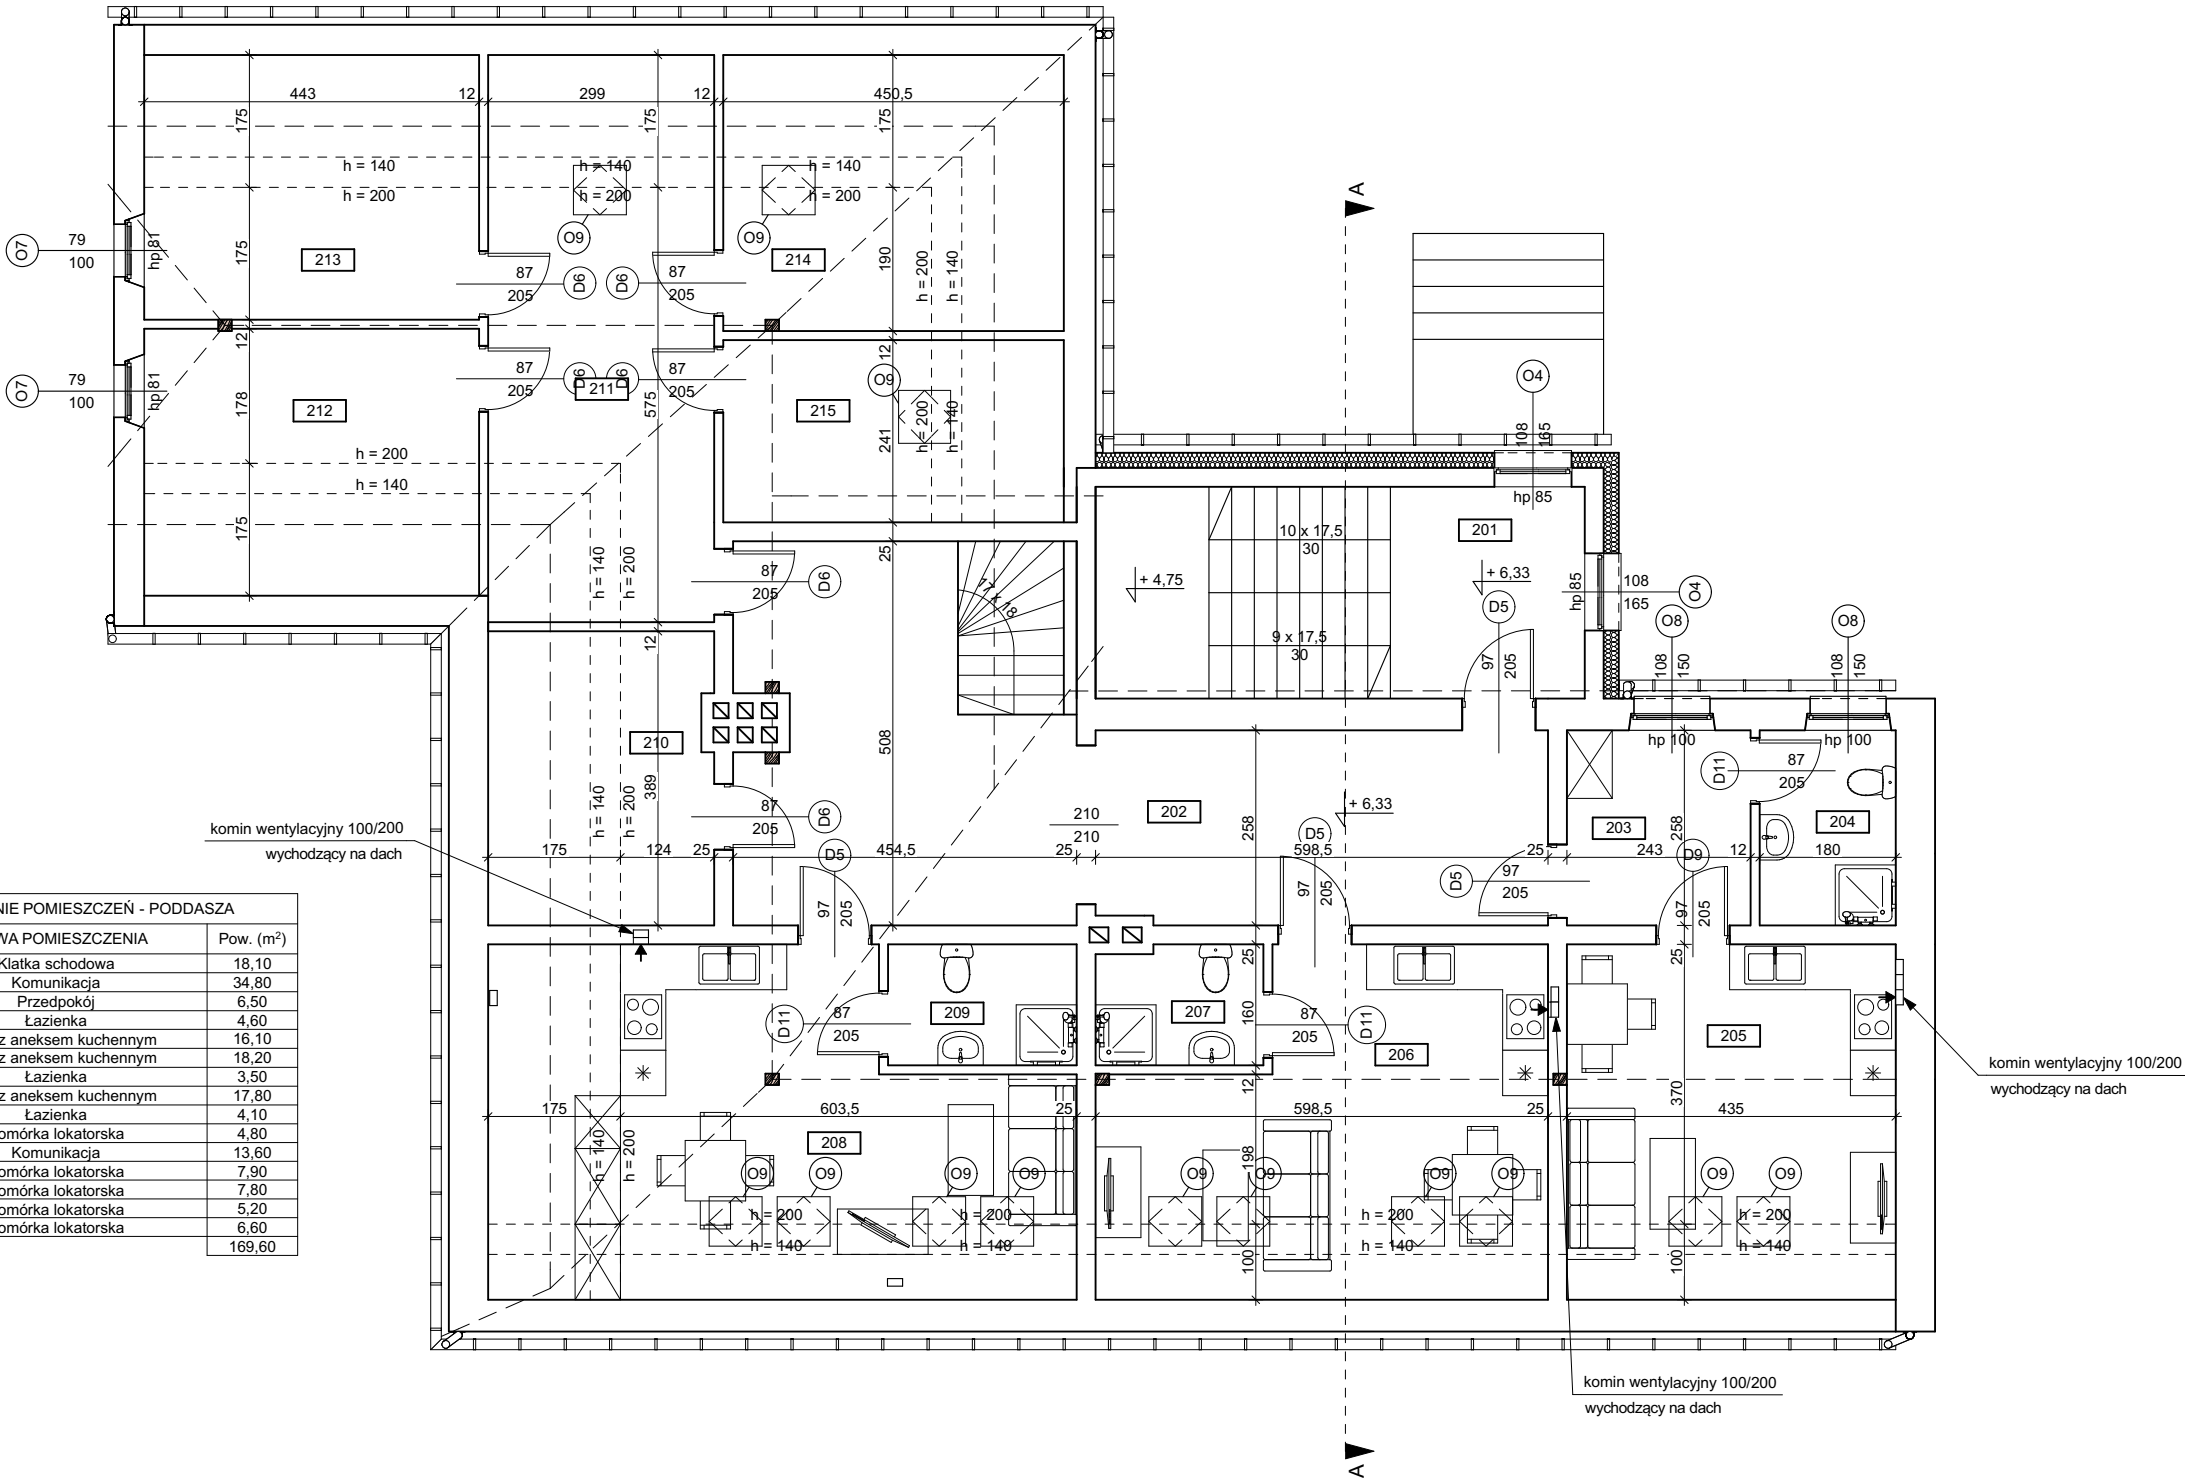 443
12
299
12
450,5
175
175
175
h = 140
h = 200
h = 140
h = 200
h = 140
h = 200
O9
O9
O7
79
100
hp 81
175
213
87
205
D6
D6
87
205
214
190
h = 200
h = 140
A
O7
79
100
hp 81
12
178
212
87
205
D6
D6
87
205
211
575
12
O9
215
241
h = 200
h = 140
O4
108
165
hp 85
h = 200
h = 140
175
h = 140
h = 200
87
205
D6
25
17 x 18
10 x 17,5
30
201
+ 4,75
+ 6,33
hp 85
108
165
O4
D5
97
205
9 x 17,5
30
O8
108
150
hp 100
O8
108
150
hp 100
12
210
389
h = 140
h = 200
508
87
205
D6
210
210
202
+ 6,33
258
D5
97
205
D5
97
205
203
258
D11
87
205
204
175
124
25
D5
454,5
25
598,5
25
243
12
D9
180
97
205
97
205
komin wentylacyjny 100/200
wychodzący na dach
NIE POMIESZCZEŃ - PODDASZA
WA POMIESZCZENIA Pow. (m²)
Klatka schodowa 18,10
Komunikacja 34,80
Przedpokój 6,50
Łazienka 4,60
z aneksem kuchennym 16,10
z aneksem kuchennym 18,20
Łazienka 3,50
z aneksem kuchennym 17,80
Łazienka 4,10
omórka lokatorska 4,80
Komunikacja 13,60
omórka lokatorska 7,90
omórka lokatorska 7,80
omórka lokatorska 5,20
omórka lokatorska 6,60
169,60
D11
87
205
209
207
25
160
12
87
205
D11
206
25
205
370
komin wentylacyjny 100/200
wychodzący na dach
175
603,5
25
598,5
25
435
h = 140
h = 200
208
O9
O9
O9
O9
198
O9
O9
O9
O9
O9
O9
h = 200
h = 140
h = 200
h = 140
100
h = 200
h = 140
h = 200
h = 140
100
komin wentylacyjny 100/200
wychodzący na dach
A